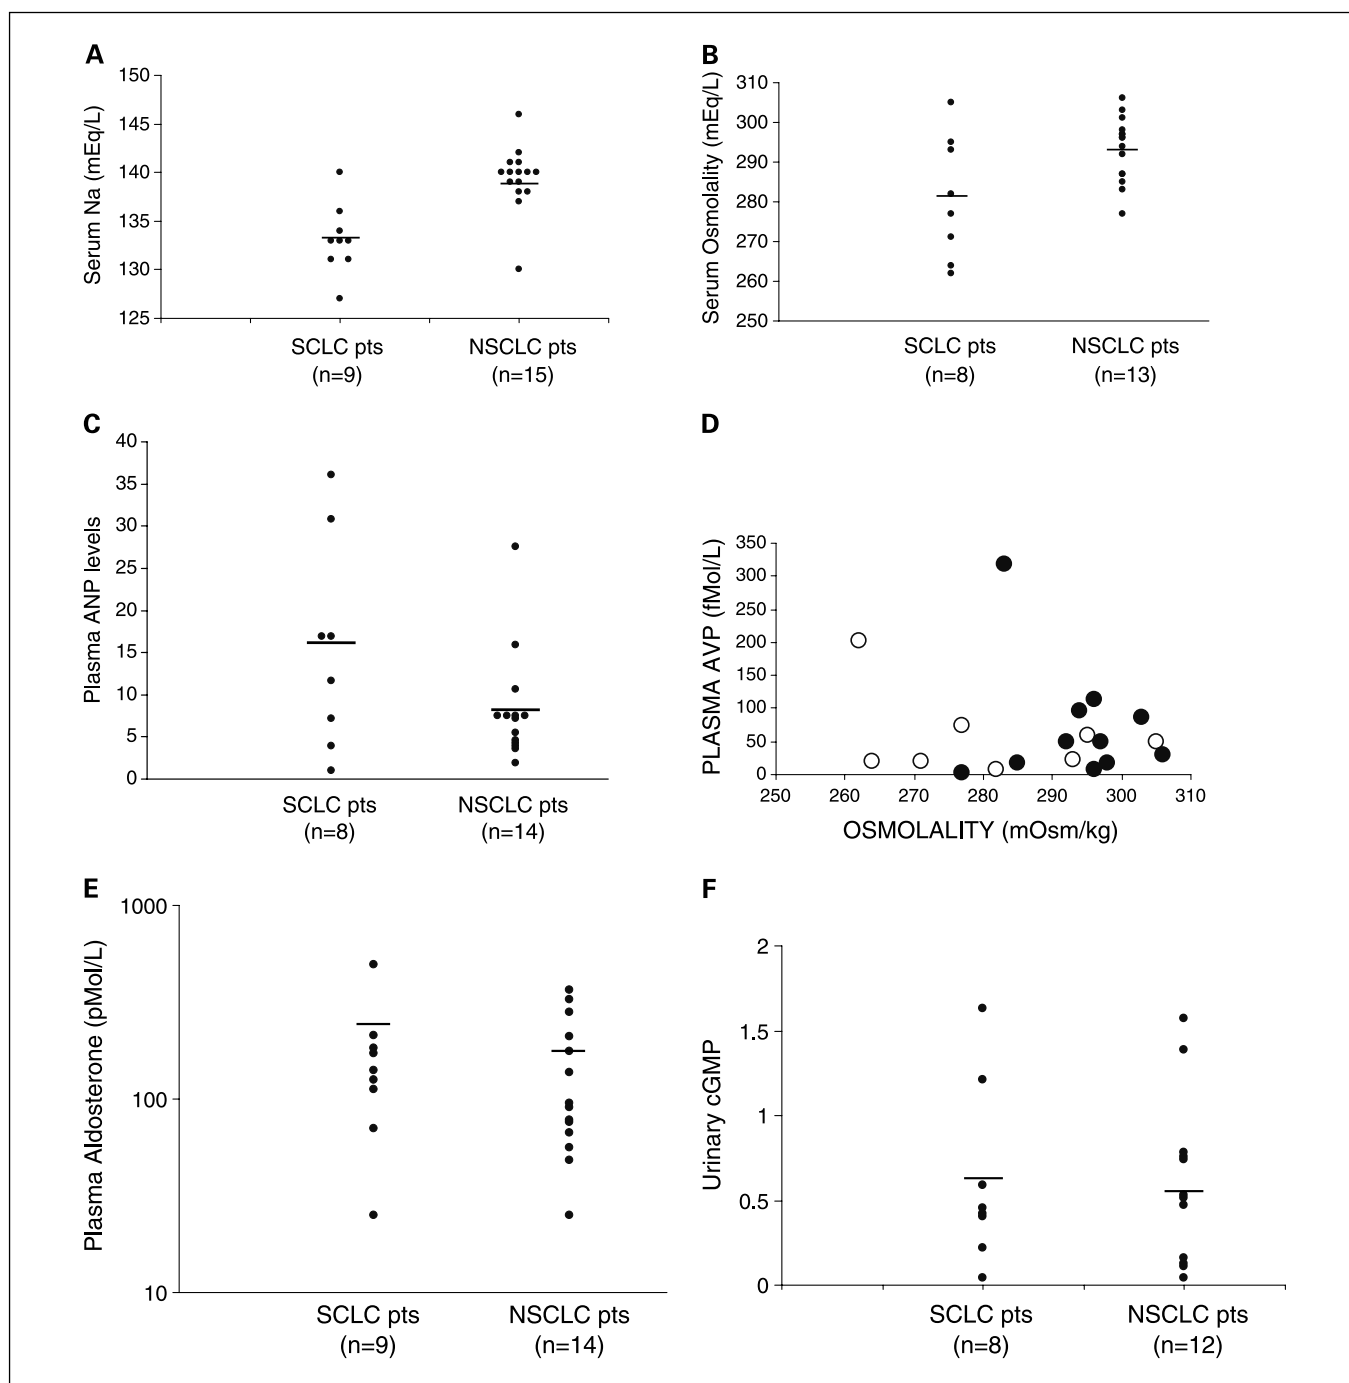 A
Serum Na (mEq/L)
150
145
140
135
130
125
SCLC pts
(n=9)
NSCLC pts
(n=15)
B
Serum Osmolality (mEq/L)
310
300
290
280
270
260
250
SCLC pts
(n=8)
NSCLC pts
(n=13)
C
Plasma ANP levels
40
35
30
25
20
15
10
5
0
SCLC pts
(n=8)
NSCLC pts
(n=14)
D
PLASMA AVP (fMol/L)
350
300
250
200
150
100
50
0
250 260 270 280 290 300 310
OSMOLALITY (mOsm/kg)
E
Plasma Aldosterone (pMol/L)
1000
100
10
SCLC pts
(n=9)
NSCLC pts
(n=14)
F
Urinary cGMP
2
1.5
1
0.5
0
SCLC pts
(n=8)
NSCLC pts
(n=12)